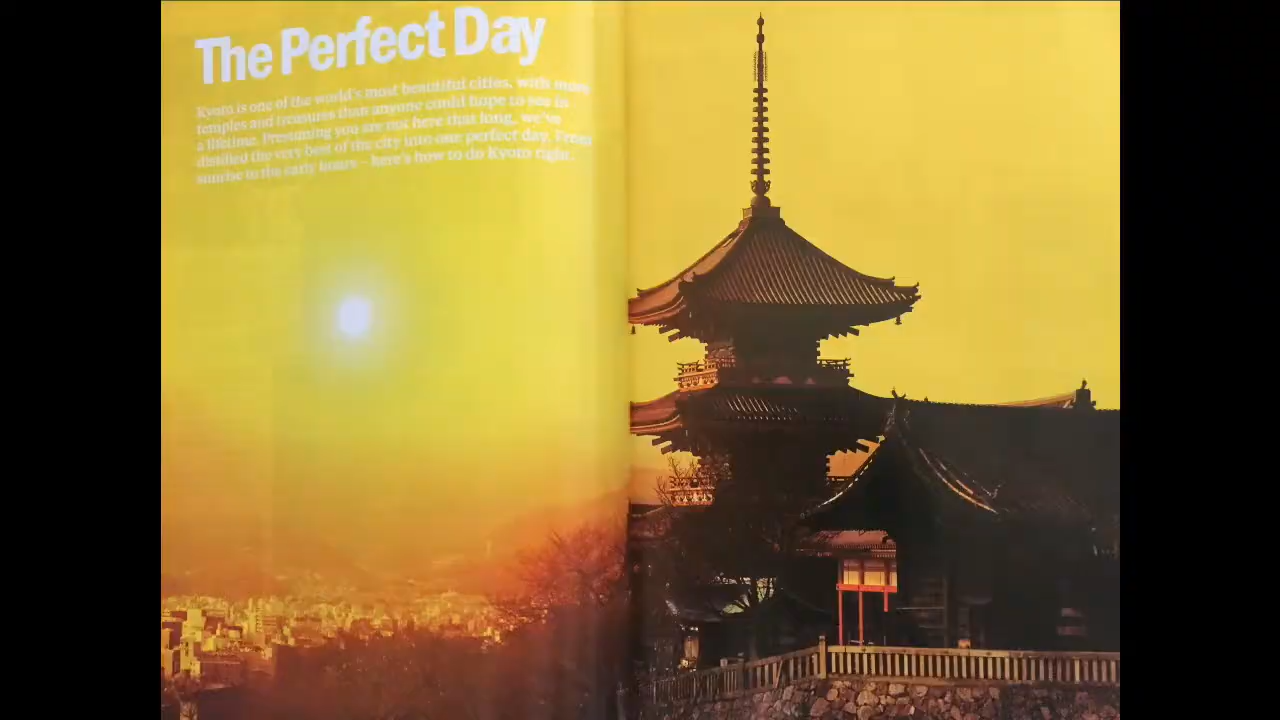 The Perfect Day
Kyoto is one of the world's most beautiful cities, with more
temples and treasures than anyone could hope to see in
a lifetime. Presuming you are not here that long, we've
distilled the very best of the city into one perfect day. From
sunrise to the early hours – here's how to do Kyoto right.